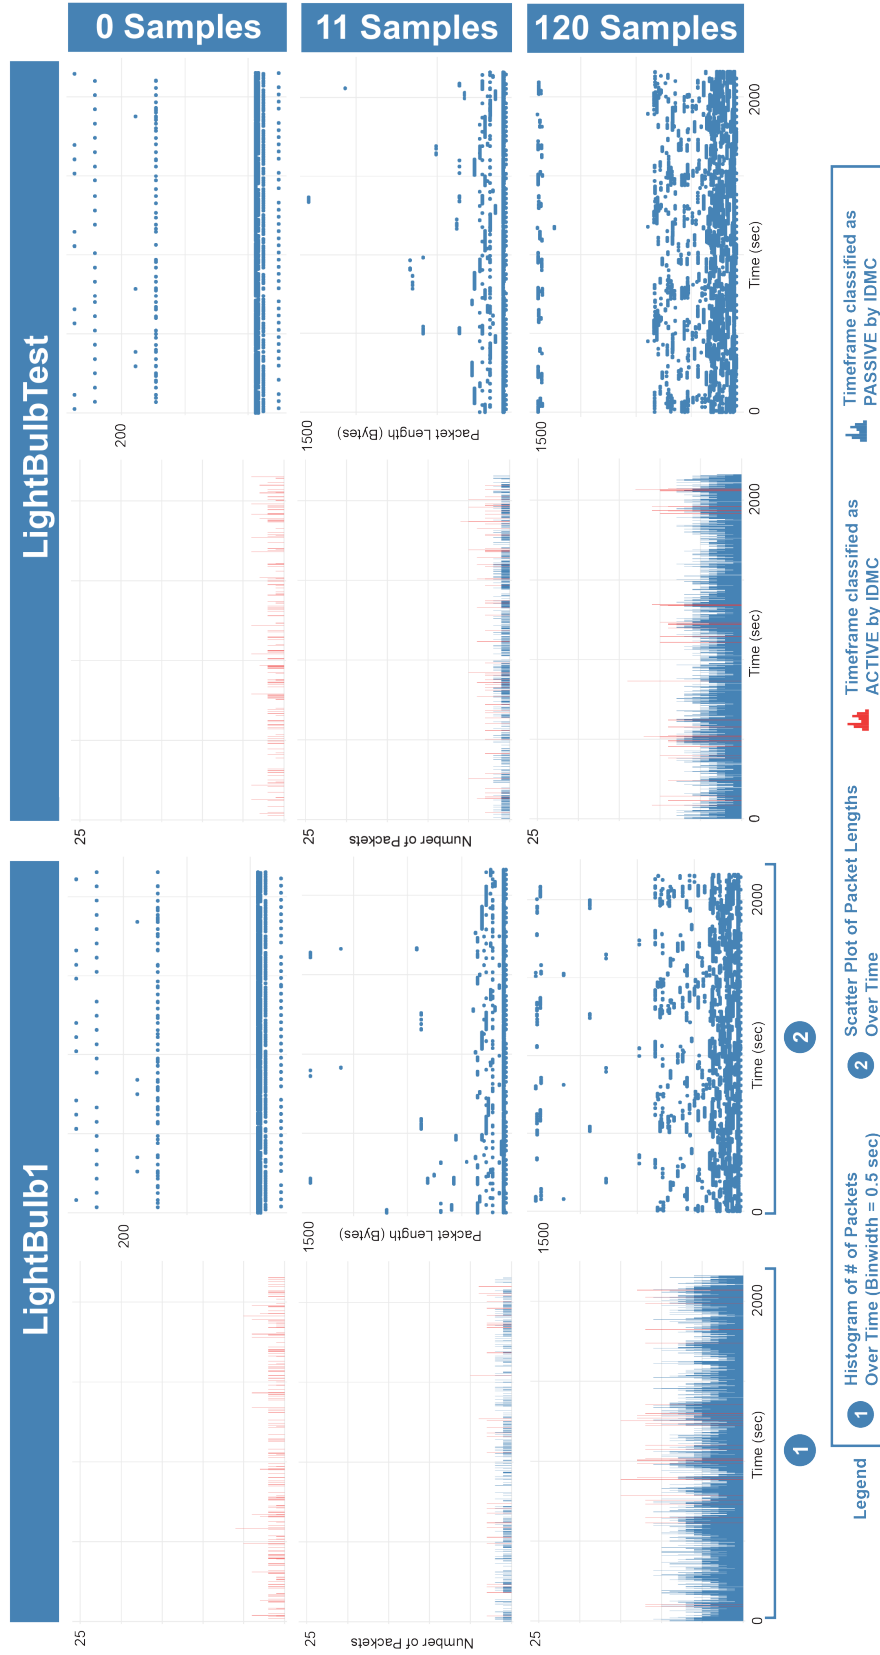 LightBulb1
LightBulbTest
0 Samples
25
200
25
200
11 Samples
25
Number of Packets
1500
Packet Length (Bytes)
25
Number of Packets
1500
Packet Length (Bytes)
120 Samples
25
1500
25
1500
0
Time (sec)
2000
0
Time (sec)
2000
0
Time (sec)
2000
0
Time (sec)
2000
1
2
Legend
1
Histogram of # of Packets
Over Time (Binwidth = 0.5 sec)
2
Scatter Plot of Packet Lengths
Over Time
Timeframe classified as
ACTIVE by IDMC
Timeframe classified as
PASSIVE by IDMC